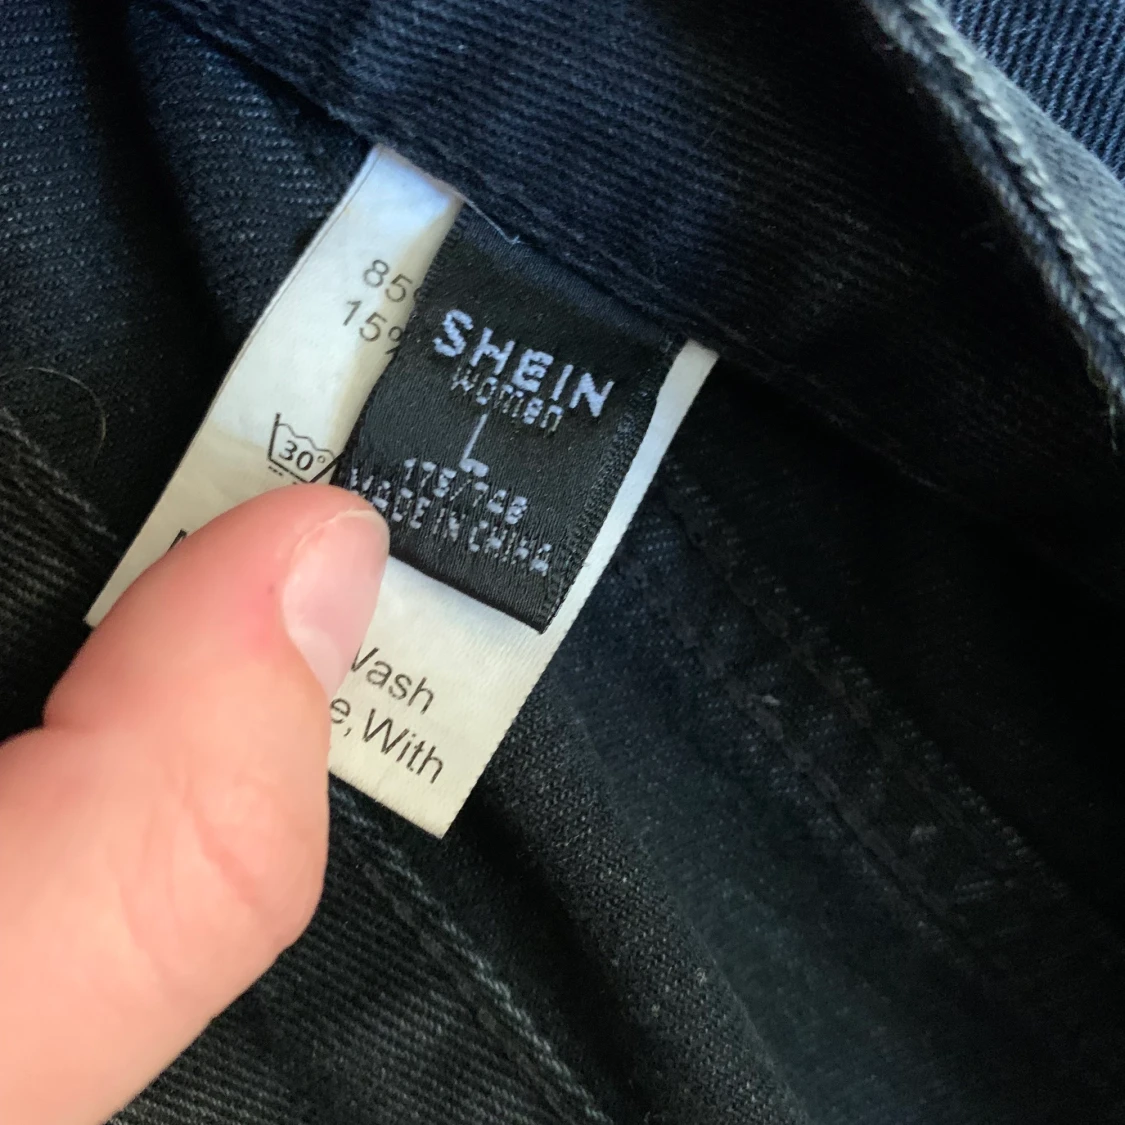 85
15%
SHEIN
Women
L
MADE IN CHINA
30°
Wash
e, With